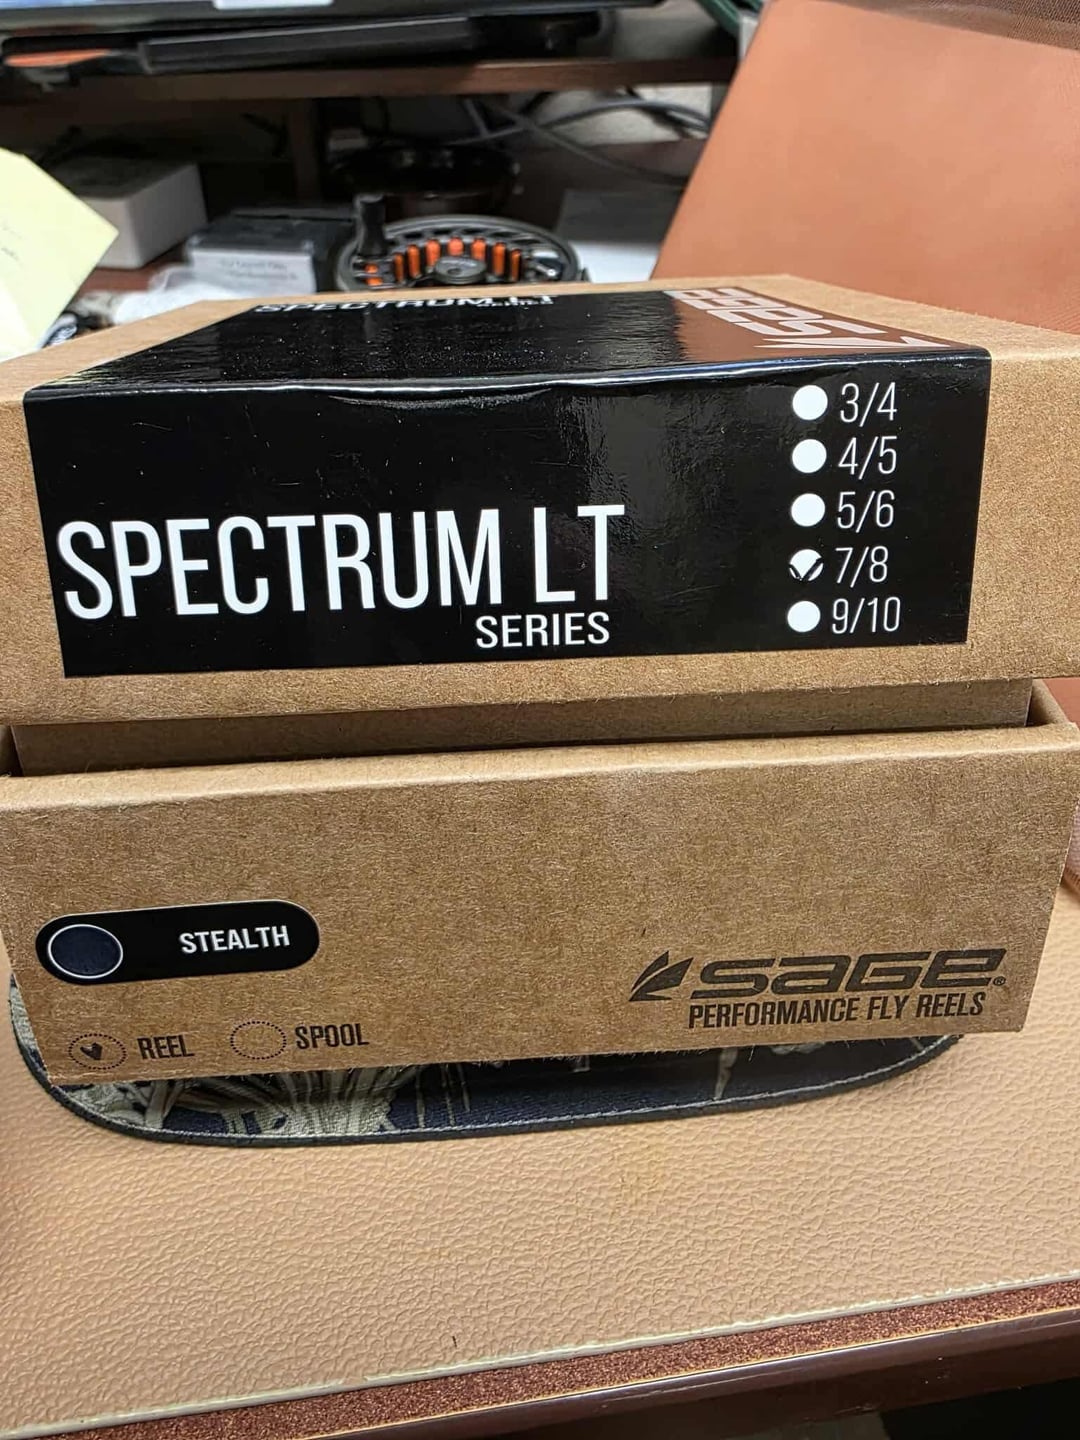 SPECTRUM LT
SERIES
SAGE
SPECTRUM LT
SERIES
3/4
4/5
5/6
7/8
9/10
STEALTH
REEL
SPOOL
SAGE®
PERFORMANCE FLY REELS